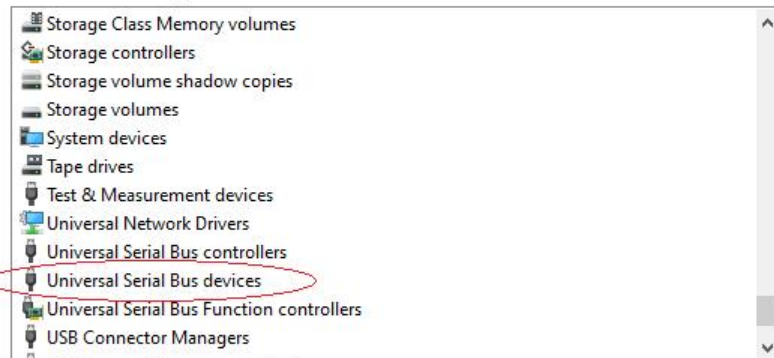 Storage Class Memory volumes
Storage controllers
Storage volume shadow copies
Storage volumes
System devices
Tape drives
Test & Measurement devices
Universal Network Drivers
Universal Serial Bus controllers
Universal Serial Bus devices
Universal Serial Bus Function controllers
USB Connector Managers